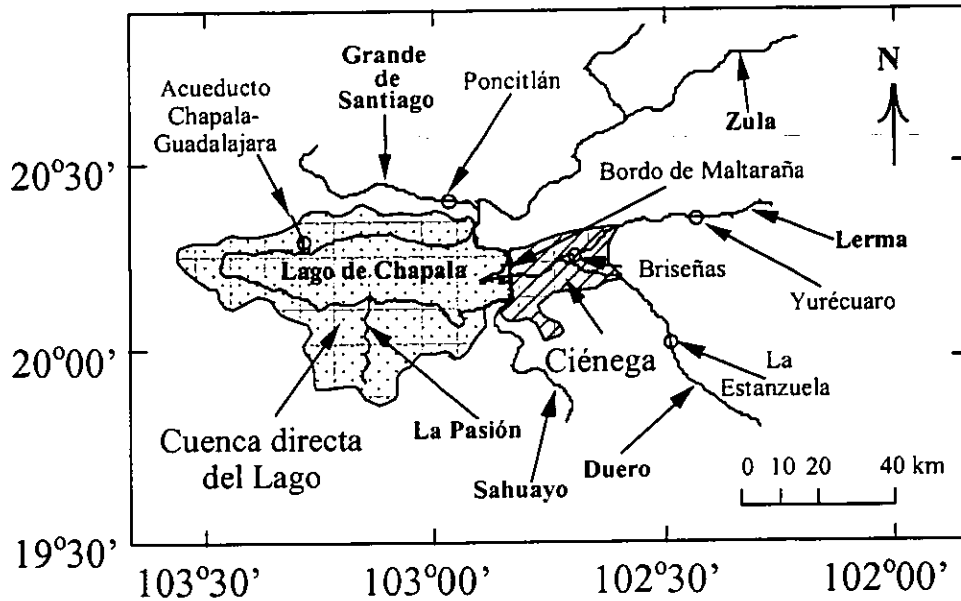 Grande
de
Santiago
Poncitlán
Acueducto
Chapala-
Guadalajara
Zula
N
20°30'
Bordo de Maltaraña
Lerma
Lago de Chapala
Briseñas
Yurécuaro
20°00'
Ciénega
La
Estanzuela
La Pasión
Cuenca directa
del Lago
Sahuayo
Duero
0 10 20 40 km
19°30'
103°30' 103°00' 102°30' 102°00'